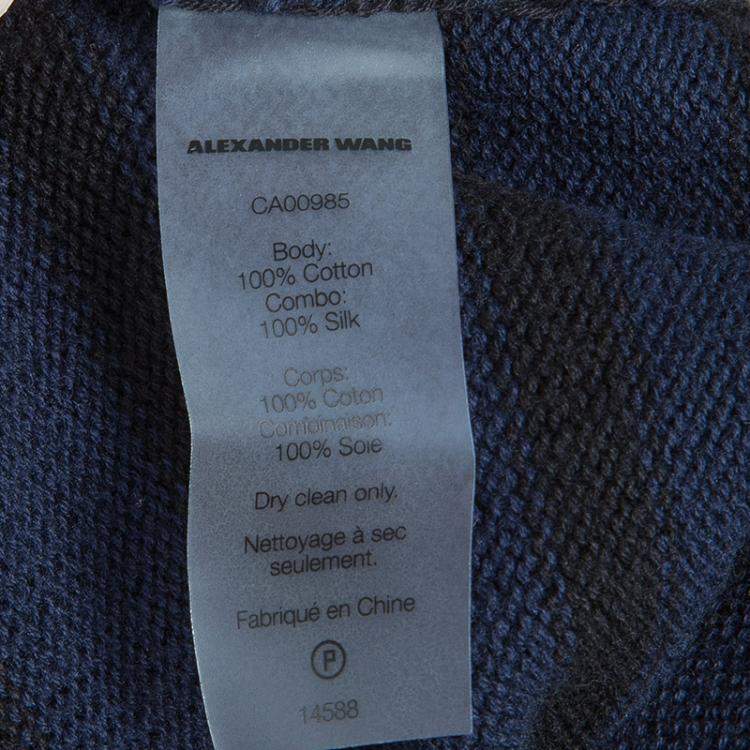 ALEXANDER WANG
CA00985
Body:
100% Cotton
Combo:
100% Silk
Corps:
100% Coton
Combinaison:
100% Soie
Dry clean only.
Nettoyage à sec
seulement.
Fabriqué en Chine
P
14588